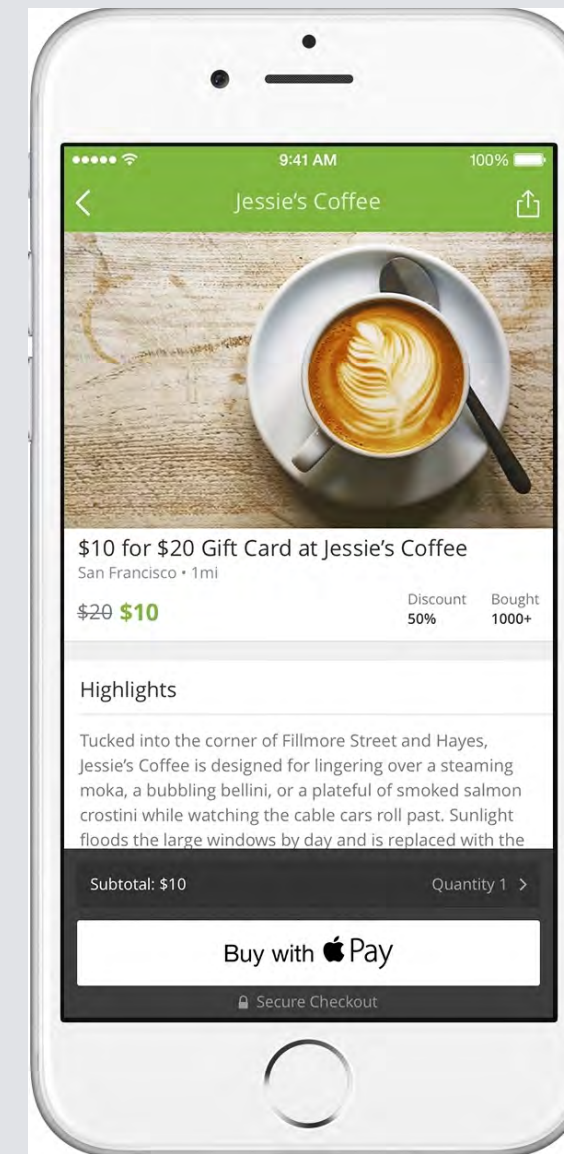 9:41 AM 100%
Jessie's Coffee
$10 for $20 Gift Card at Jessie's Coffee
San Francisco • 1mi
$20 $10
Discount Bought
50% 1000+
Highlights
Tucked into the corner of Fillmore Street and Hayes,
Jessie's Coffee is designed for lingering over a steaming
moka, a bubbling bellini, or a plateful of smoked salmon
crostini while watching the cable cars roll past. Sunlight
floods the large windows by day and is replaced with the
Subtotal: $10 Quantity 1
Buy with Pay
Secure Checkout